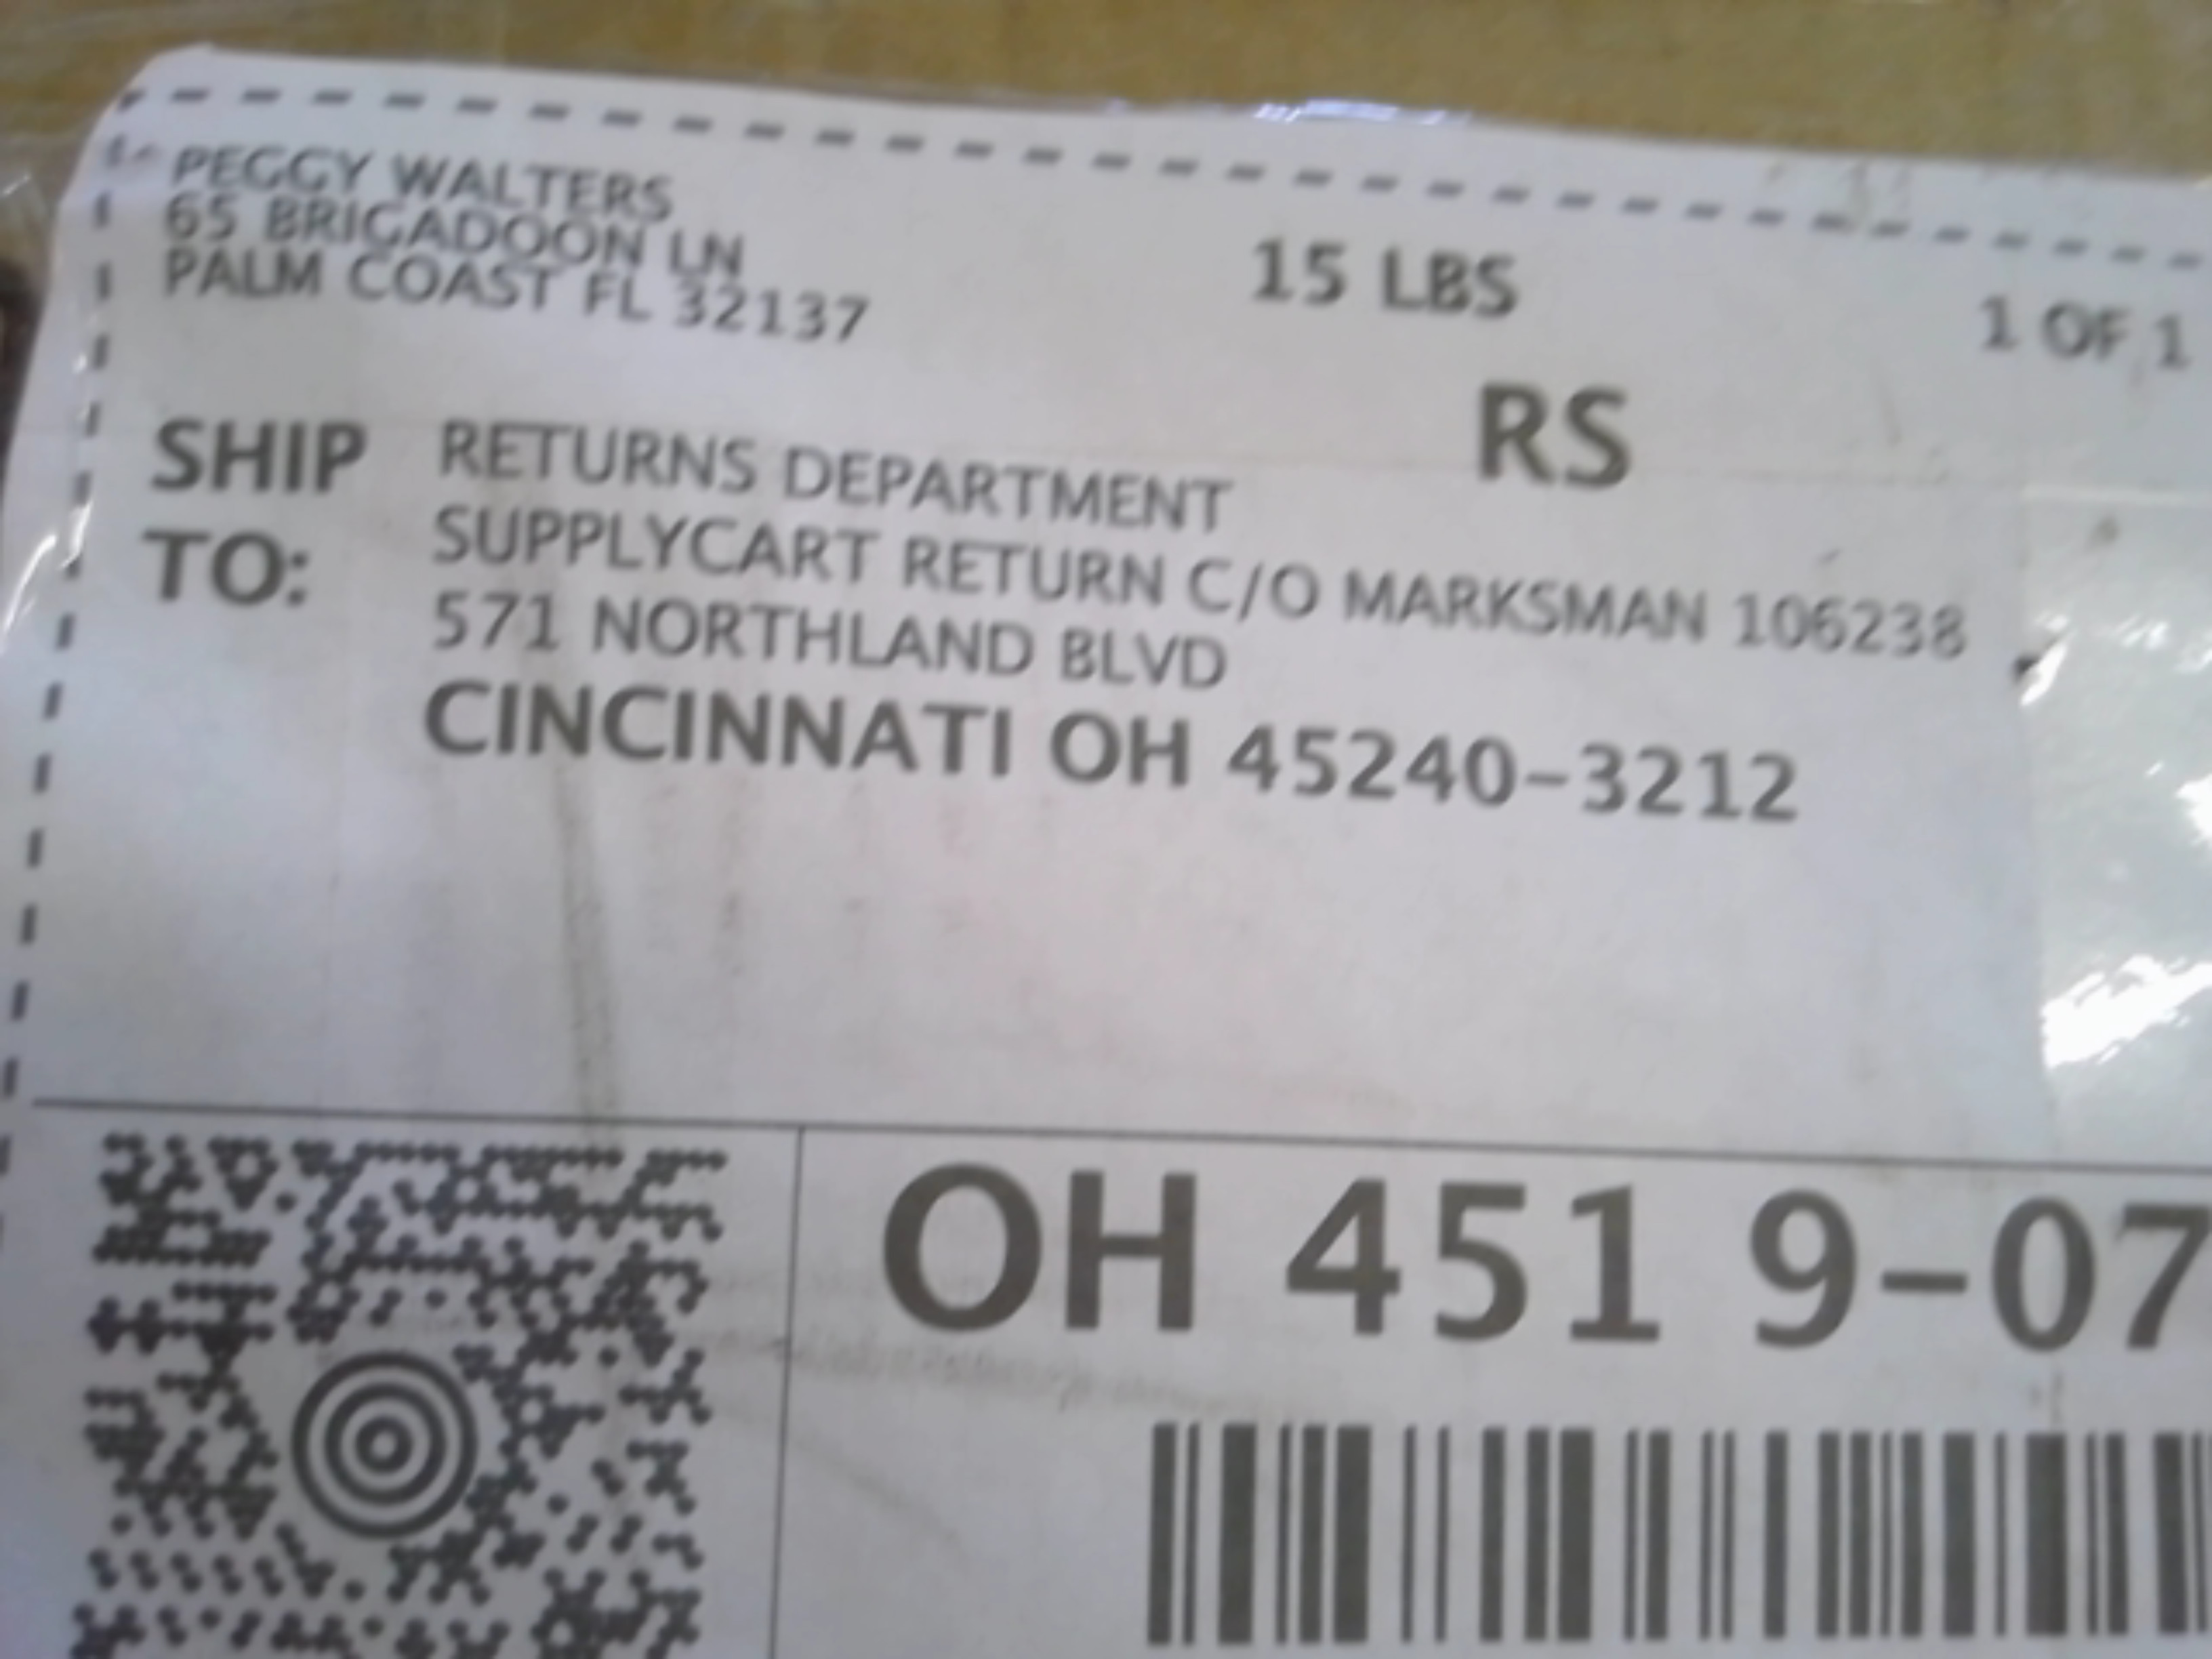 PEGGY WALTERS
65 BRIGADOON LN
PALM COAST FL 32137
15 LBS
1 OF 1
RS
SHIP TO:
RETURNS DEPARTMENT
SUPPLYCART RETURN C/O MARKSMAN 106238
571 NORTHLAND BLVD
CINCINNATI OH 45240-3212
OH 451 9-07